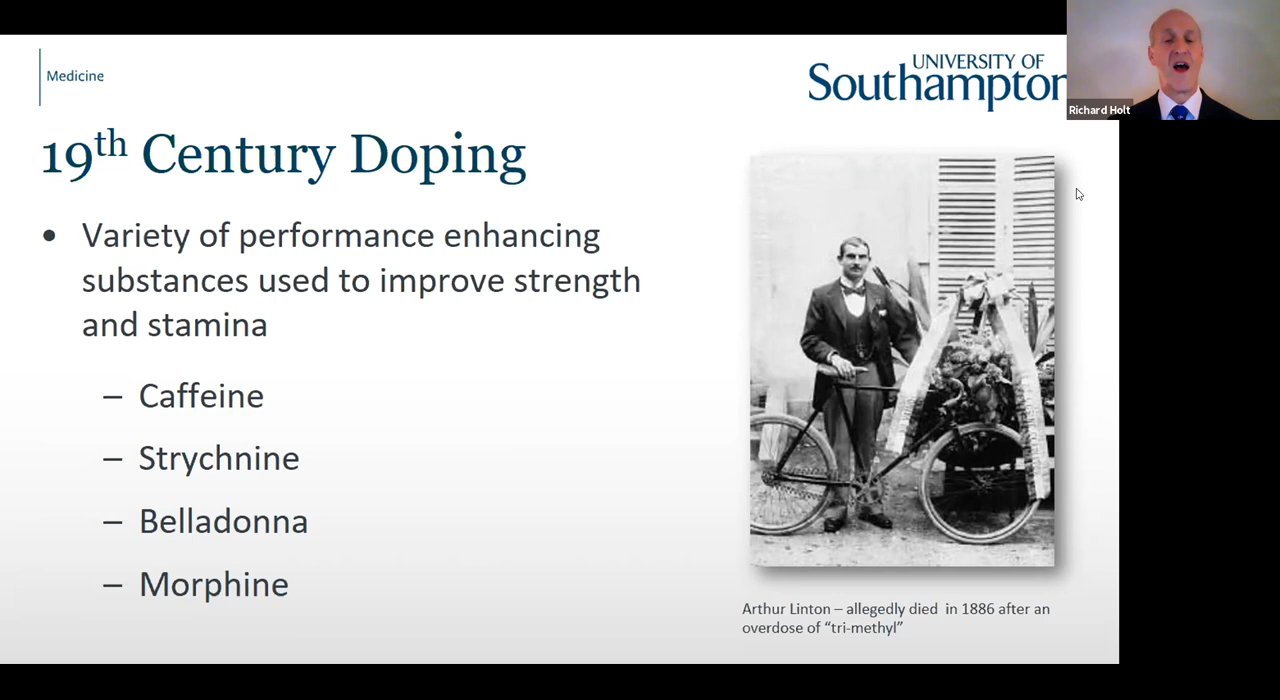 Medicine
UNIVERSITY OF
Southampton
Richard Holt
19th Century Doping
• Variety of performance enhancing
substances used to improve strength
and stamina
– Caffeine
– Strychnine
– Belladonna
– Morphine
Arthur Linton – allegedly died in 1886 after an
overdose of “tri-methyl”